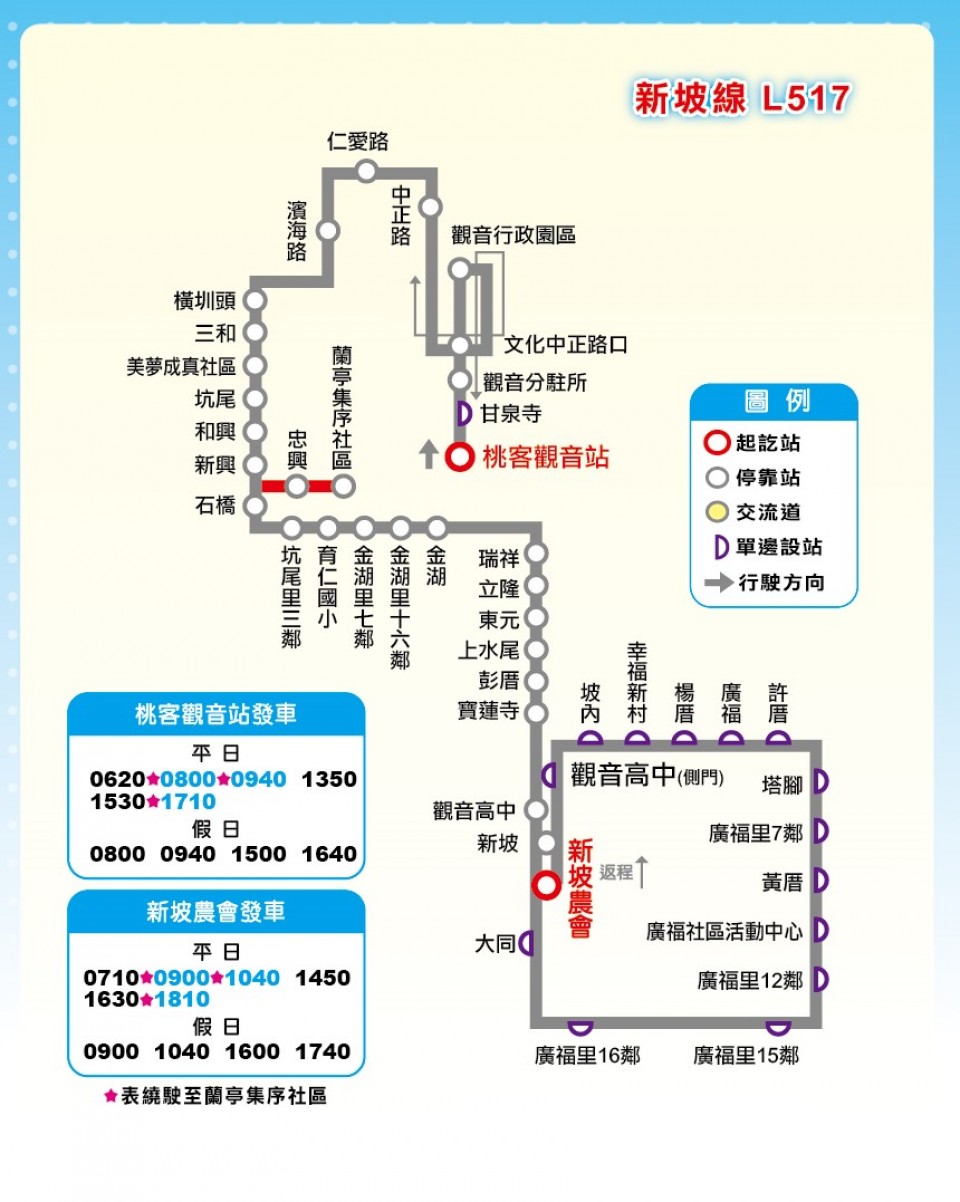 新坡線 L517
仁愛路
濱海路
中正路
觀音行政園區
文化中正路口
觀音分駐所
甘泉寺
桃客觀音站
橫圳頭
三和
美夢成真社區
坑尾
和興
新興
石橋
忠興
蘭亭集序社區
坑尾里三鄰
育仁國小
金湖里七鄰
金湖里十六鄰
金湖
瑞祥
立隆
東元
上水尾
彭厝
寶蓮寺
觀音高中
新坡
新坡農會
返程
大同
觀音高中(側門)
坡內
幸福新村
楊厝
廣福
許厝
塔腳
廣福里7鄰
黃厝
廣福社區活動中心
廣福里12鄰
廣福里16鄰
廣福里15鄰
圖 例
起訖站
停靠站
交流道
單邊設站
行駛方向
桃客觀音站發車
平 日
0620★0800★0940 1350
1530★1710
假 日
0800 0940 1500 1640
新坡農會發車
平 日
0710★0900★1040 1450
1630★1810
假 日
0900 1040 1600 1740
★表繞駛至蘭亭集序社區